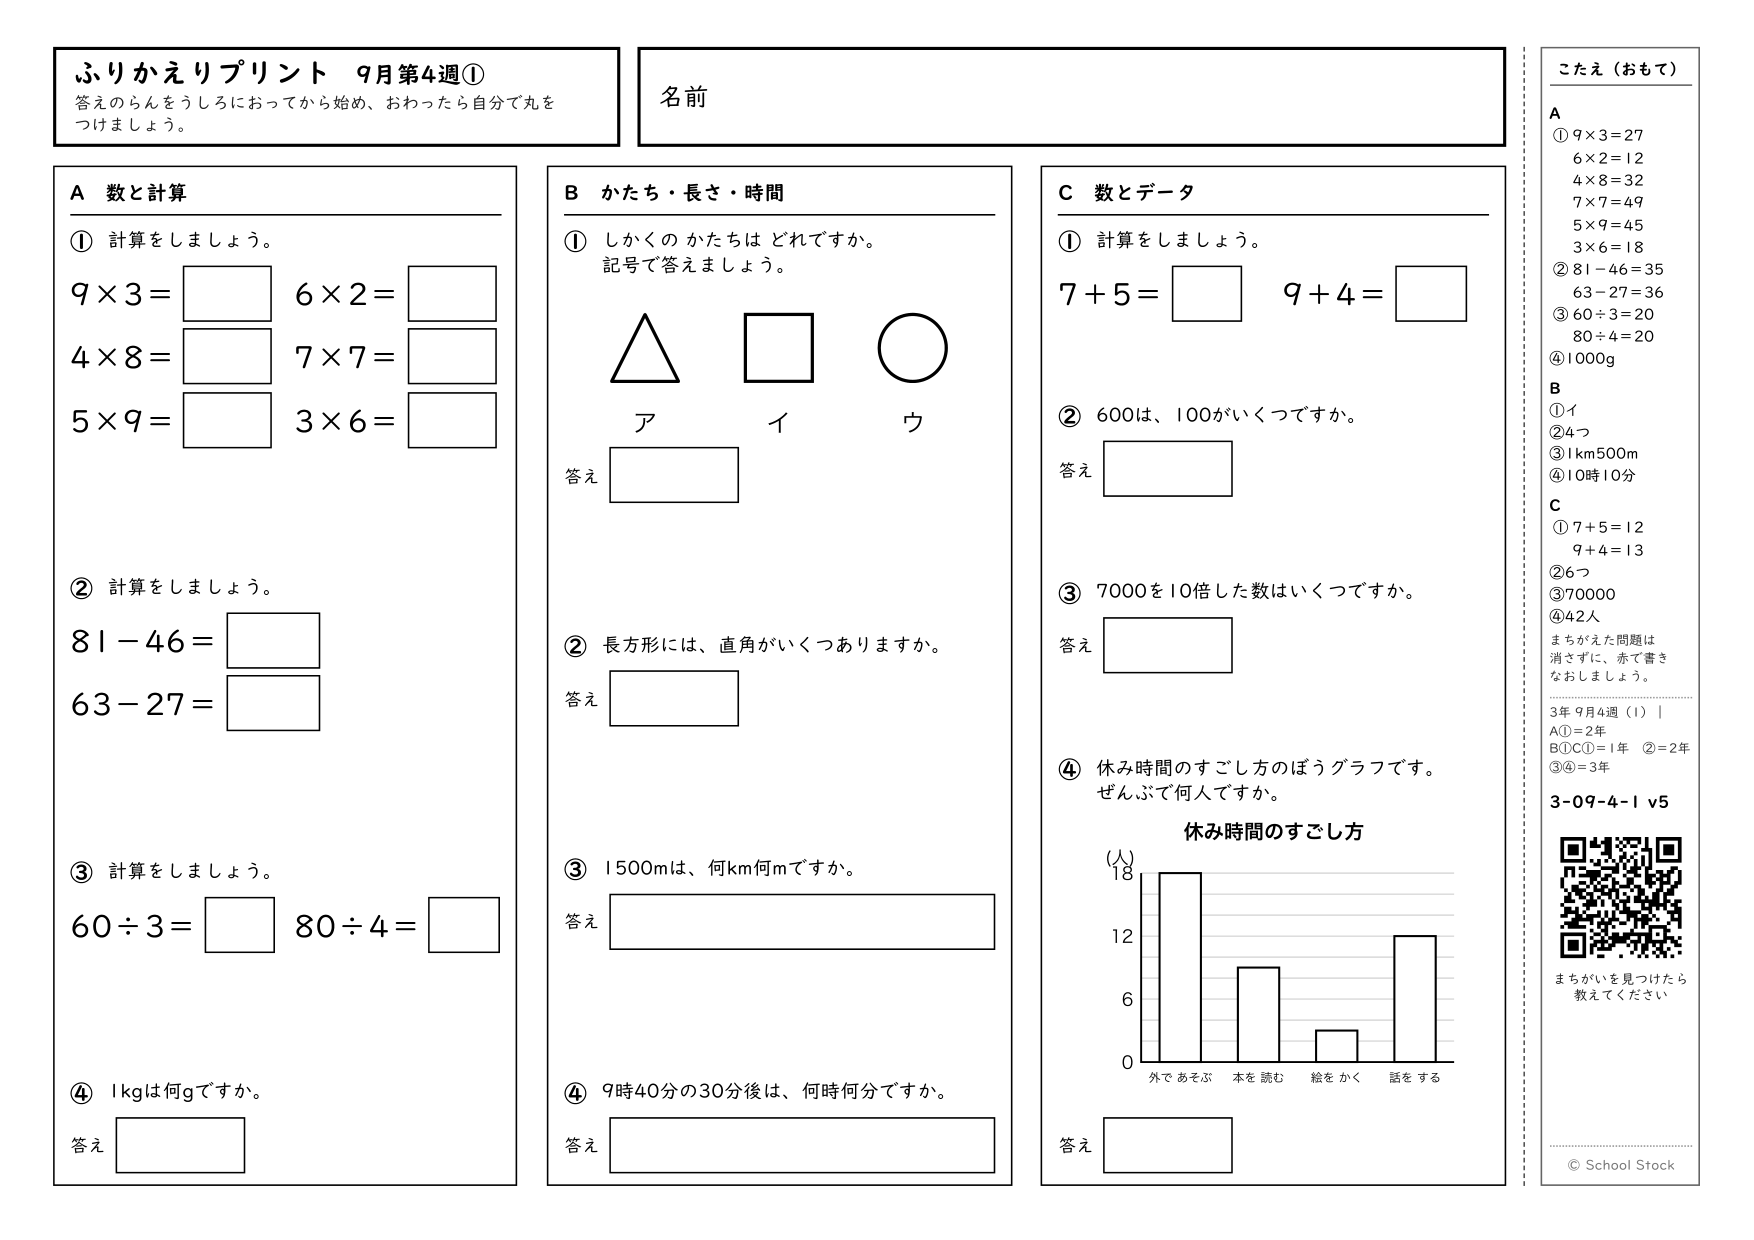 ふりかえりプリント　9月第4週①
答えのらんをうしろにおってから始め、おわったら自分で丸を
つけましょう。
名前
A　数と計算
① 計算をしましょう。
9×3＝　6×2＝
4×8＝　7×7＝
5×9＝　3×6＝
② 計算をしましょう。
81－46＝
63－27＝
③ 計算をしましょう。
60÷3＝　80÷4＝
④ 1kgは何gですか。
答え
B　かたち・長さ・時間
① しかくの かたちは どれですか。
記号で答えましょう。
ア　イ　ウ
答え
② 長方形には、直角がいくつありますか。
答え
③ 1500mは、何km何mですか。
答え
④ 9時40分の30分後は、何時何分ですか。
答え
C　数とデータ
① 計算をしましょう。
7＋5＝　9＋4＝
② 600は、100がいくつですか。
答え
③ 7000を10倍した数はいくつですか。
答え
④ 休み時間のすごし方のぼうグラフです。
ぜんぶで何人ですか。
休み時間のすごし方
(人)
18
12
6
0
外で あそぶ　本を 読む　絵を かく　話を する
答え
こたえ（おもて）
A
① 9×3＝27
6×2＝12
4×8＝32
7×7＝49
5×9＝45
3×6＝18
② 81－46＝35
63－27＝36
③ 60÷3＝20
80÷4＝20
④1000g
B
①イ
②4つ
③1km500m
④10時10分
C
① 7＋5＝12
9＋4＝13
②6つ
③70000
④42人
まちがえた問題は
消さずに、赤で書き
なおしましょう。
3年 9月4週（1）｜
A①＝2年
B①C①＝1年　②＝2年
③④＝3年
3-09-4-1 v5
まちがいを見つけたら
教えてください
© School Stock